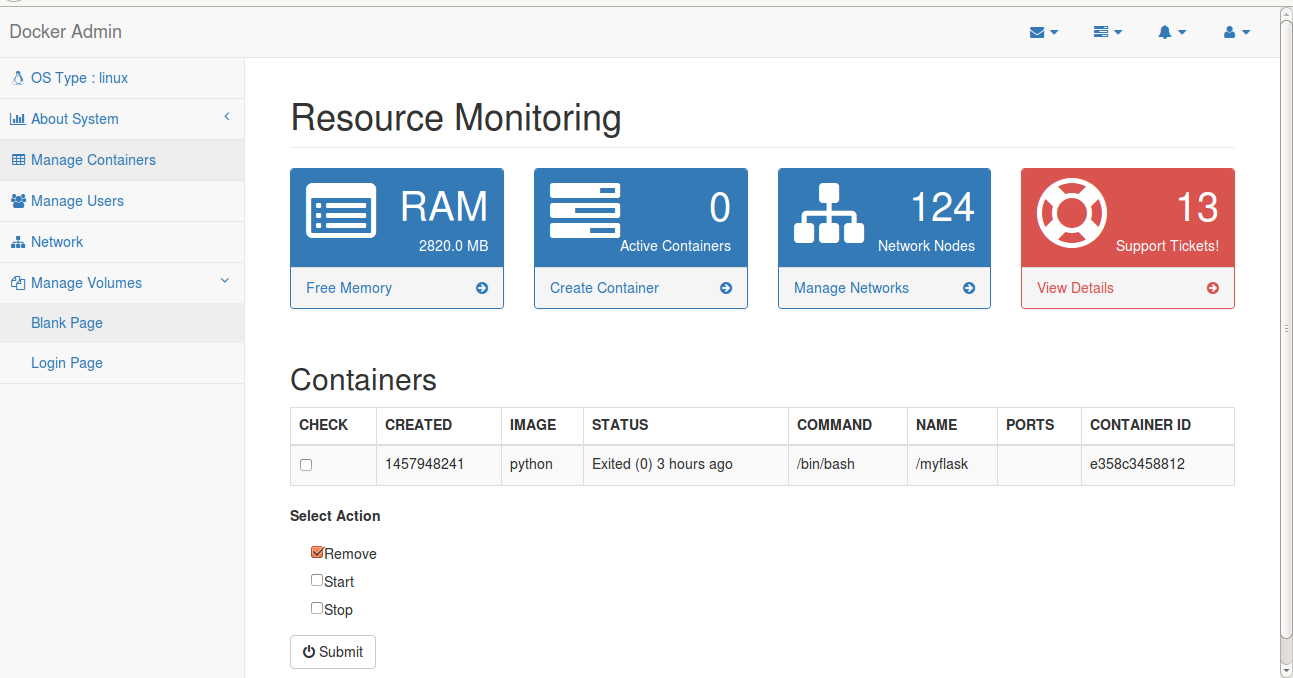 Docker Admin
OS Type : linux
About System
Manage Containers
Manage Users
Network
Manage Volumes
Blank Page
Login Page
Resource Monitoring
RAM
2820.0 MB
Free Memory
0
Active Containers
Create Container
124
Network Nodes
Manage Networks
13
Support Tickets!
View Details
Containers
CHECK CREATED IMAGE STATUS COMMAND NAME PORTS CONTAINER ID
1457948241 python Exited (0) 3 hours ago /bin/bash /myflask e358c3458812
Select Action
Remove
Start
Stop
Submit